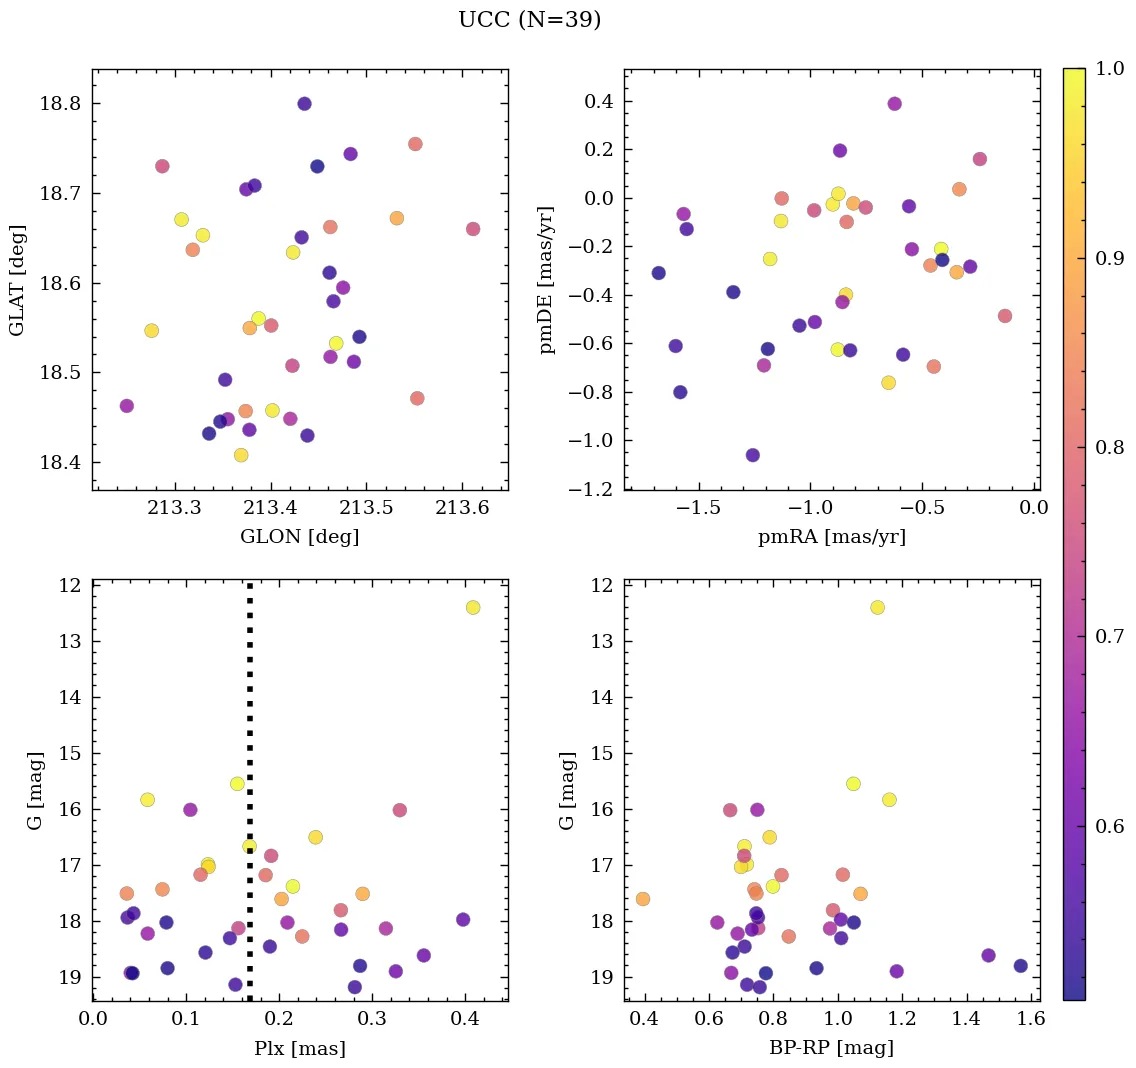 UCC (N=39)
18.8
18.7
18.6
18.5
18.4
GLAT [deg]
213.3 213.4 213.5 213.6
GLON [deg]
0.4
0.2
0.0
−0.2
−0.4
−0.6
−0.8
−1.0
−1.2
pmDE [mas/yr]
−1.5 −1.0 −0.5 0.0
pmRA [mas/yr]
1.0
0.9
0.8
0.7
0.6
12
13
14
15
16
17
18
19
G [mag]
0.0 0.1 0.2 0.3 0.4
Plx [mas]
12
13
14
15
16
17
18
19
G [mag]
0.4 0.6 0.8 1.0 1.2 1.4 1.6
BP-RP [mag]